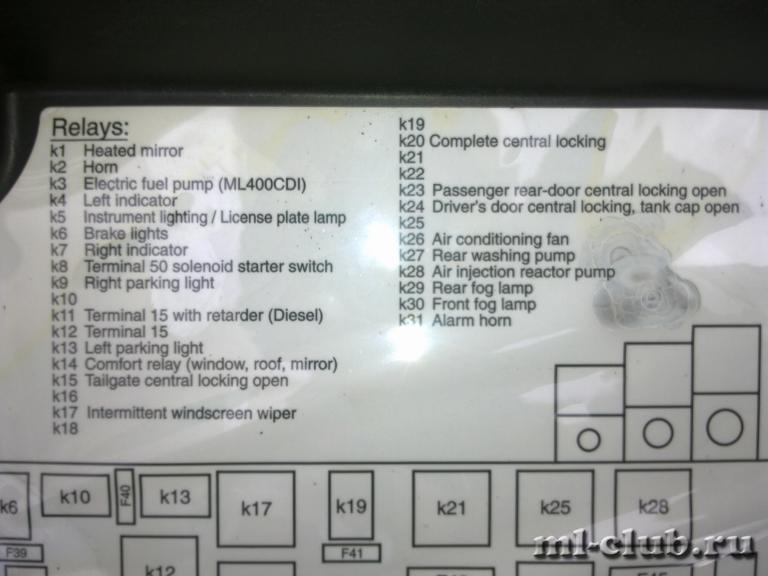 Relays:
k1 Heated mirror
k2 Horn
k3 Electric fuel pump (ML400CDI)
k4 Left indicator
k5 Instrument lighting / License plate lamp
k6 Brake lights
k7 Right indicator
k8 Terminal 50 solenoid starter switch
k9 Right parking light
k10
k11 Terminal 15 with retarder (Diesel)
k12 Terminal 15
k13 Left parking light
k14 Comfort relay (window, roof, mirror)
k15 Tailgate central locking open
k16
k17 Intermittent windscreen wiper
k18
k19
k20 Complete central locking
k21
k22
k23 Passenger rear-door central locking open
k24 Driver's door central locking, tank cap open
k25
k26 Air conditioning fan
k27 Rear washing pump
k28 Air injection reactor pump
k29 Rear fog lamp
k30 Front fog lamp
k31 Alarm horn
k6 k10 F40 k13 k17 k19 k21 k25 k28
F39 F41
k12
ml-club.ru